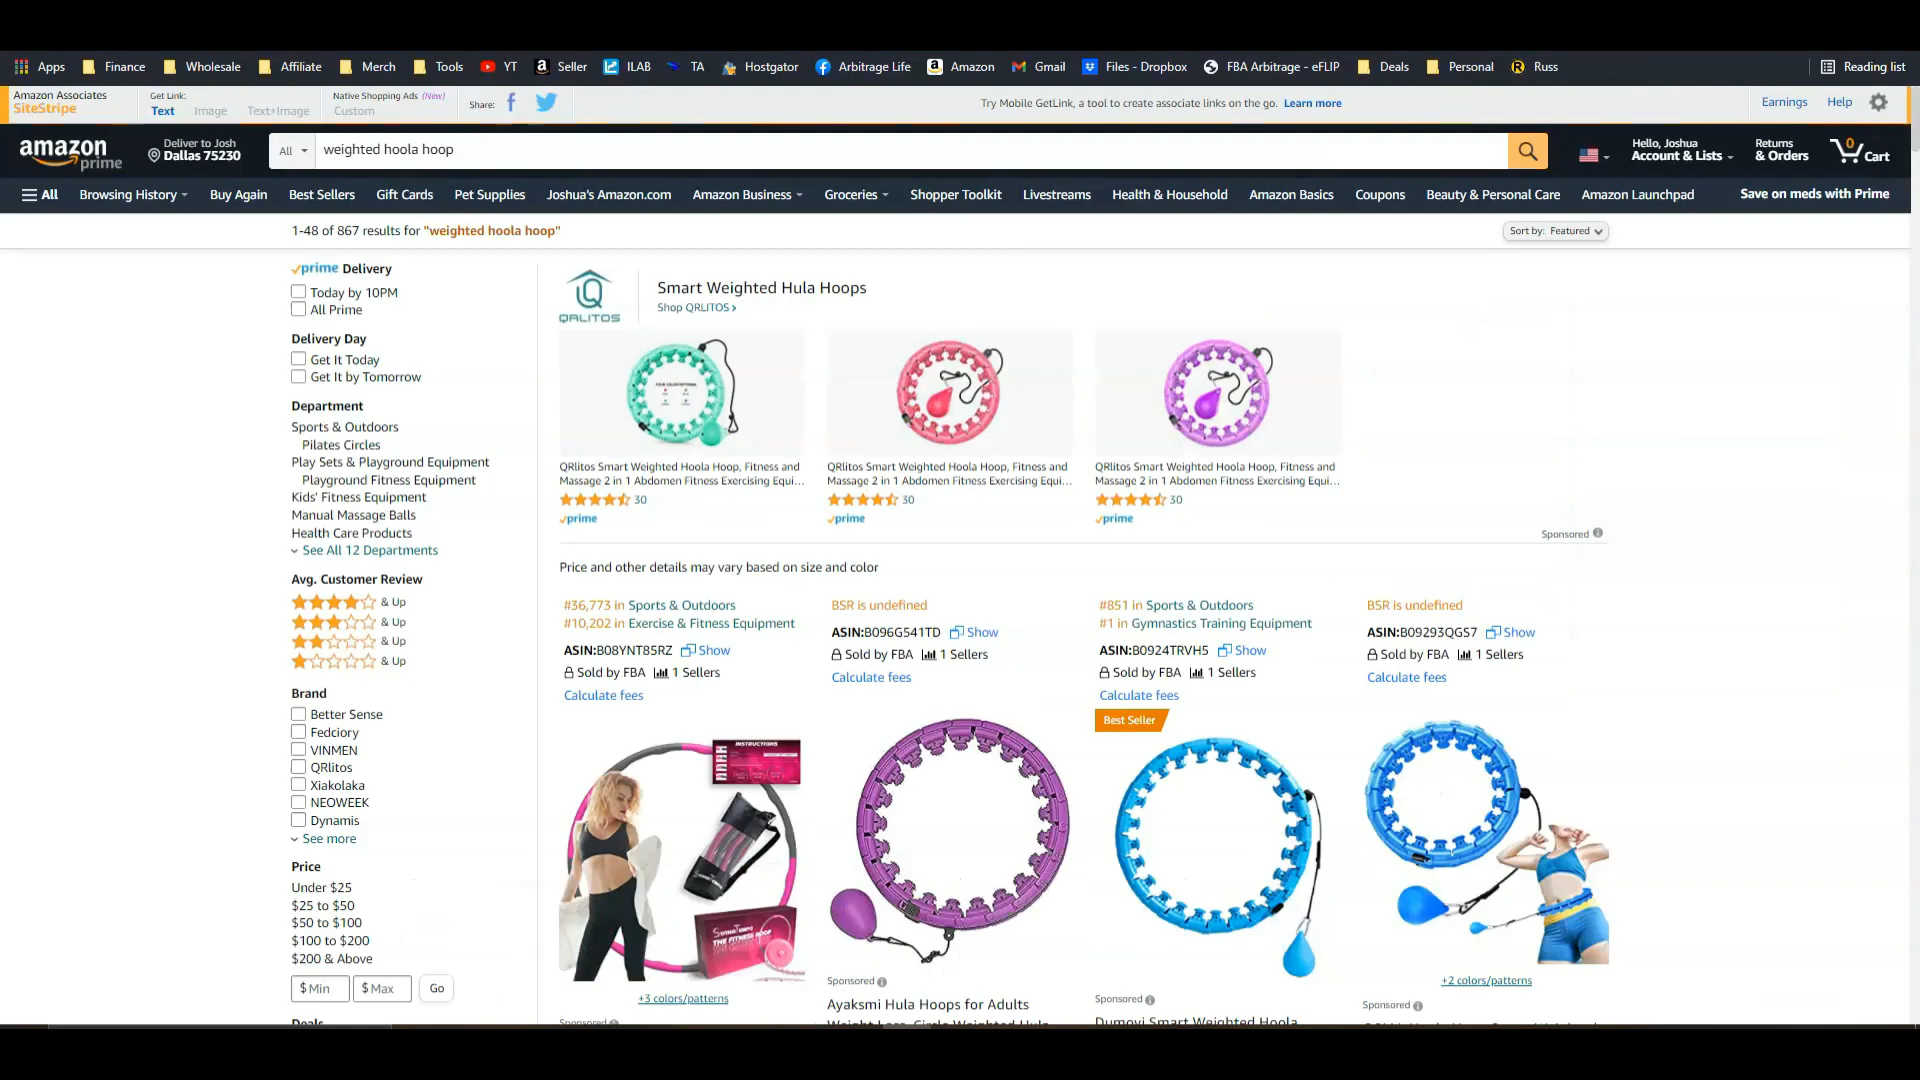 Apps Finance Wholesale Affiliate Merch Tools YT Seller ILAB TA Hostgator Arbitrage Life Amazon Gmail Files - Dropbox FBA Arbitrage - eFLIP Deals Personal Russ Reading list
Amazon Associates
SiteStripe
Get Link:
Text Image Text+Image
Native Shopping Ads (New)
Custom
Share:
Try Mobile GetLink, a tool to create associate links on the go. Learn more
Earnings Help
amazon prime
Deliver to Josh
Dallas 75230
All
weighted hoola hoop
Hello, Joshua
Account & Lists
Returns
& Orders
0
Cart
All Browsing History Buy Again Best Sellers Gift Cards Pet Supplies Joshua's Amazon.com Amazon Business Groceries Shopper Toolkit Livestreams Health & Household Amazon Basics Coupons Beauty & Personal Care Amazon Launchpad Save on meds with Prime
1-48 of 867 results for "weighted hoola hoop"
Sort by: Featured
prime Delivery
Today by 10PM
All Prime
Delivery Day
Get It Today
Get It by Tomorrow
Department
Sports & Outdoors
Pilates Circles
Play Sets & Playground Equipment
Playground Fitness Equipment
Kids' Fitness Equipment
Manual Massage Balls
Health Care Products
See All 12 Departments
Avg. Customer Review
& Up
& Up
& Up
& Up
Brand
Better Sense
Fedciory
VINMEN
QRlitos
Xiakolaka
NEOWEEK
Dynamis
See more
Price
Under $25
$25 to $50
$50 to $100
$100 to $200
$200 & Above
$ Min $ Max Go
Deals
QRLITOS
Smart Weighted Hula Hoops
Shop QRLITOS ›
QRlitos Smart Weighted Hoola Hoop, Fitness and
Massage 2 in 1 Abdomen Fitness Exercising Equi...
30
prime
QRlitos Smart Weighted Hoola Hoop, Fitness and
Massage 2 in 1 Abdomen Fitness Exercising Equi...
30
prime
QRlitos Smart Weighted Hoola Hoop, Fitness and
Massage 2 in 1 Abdomen Fitness Exercising Equi...
30
prime
Sponsored
Price and other details may vary based on size and color
#36,773 in Sports & Outdoors
#10,202 in Exercise & Fitness Equipment
ASIN:B08YNT85RZ Show
Sold by FBA 1 Sellers
Calculate fees
INSTRUCTIONS
THE FITNESS HOOP
+3 colors/patterns
Sponsored
BSR is undefined
ASIN:B096G541TD Show
Sold by FBA 1 Sellers
Calculate fees
Sponsored
Ayaksmi Hula Hoops for Adults
Weight Loss, Circle Weighted Hula
#851 in Sports & Outdoors
#1 in Gymnastics Training Equipment
ASIN:B0924TRVH5 Show
Sold by FBA 1 Sellers
Calculate fees
Best Seller
Sponsored
Dumoyi Smart Weighted Hoola
BSR is undefined
ASIN:B09293QGS7 Show
Sold by FBA 1 Sellers
Calculate fees
+2 colors/patterns
Sponsored